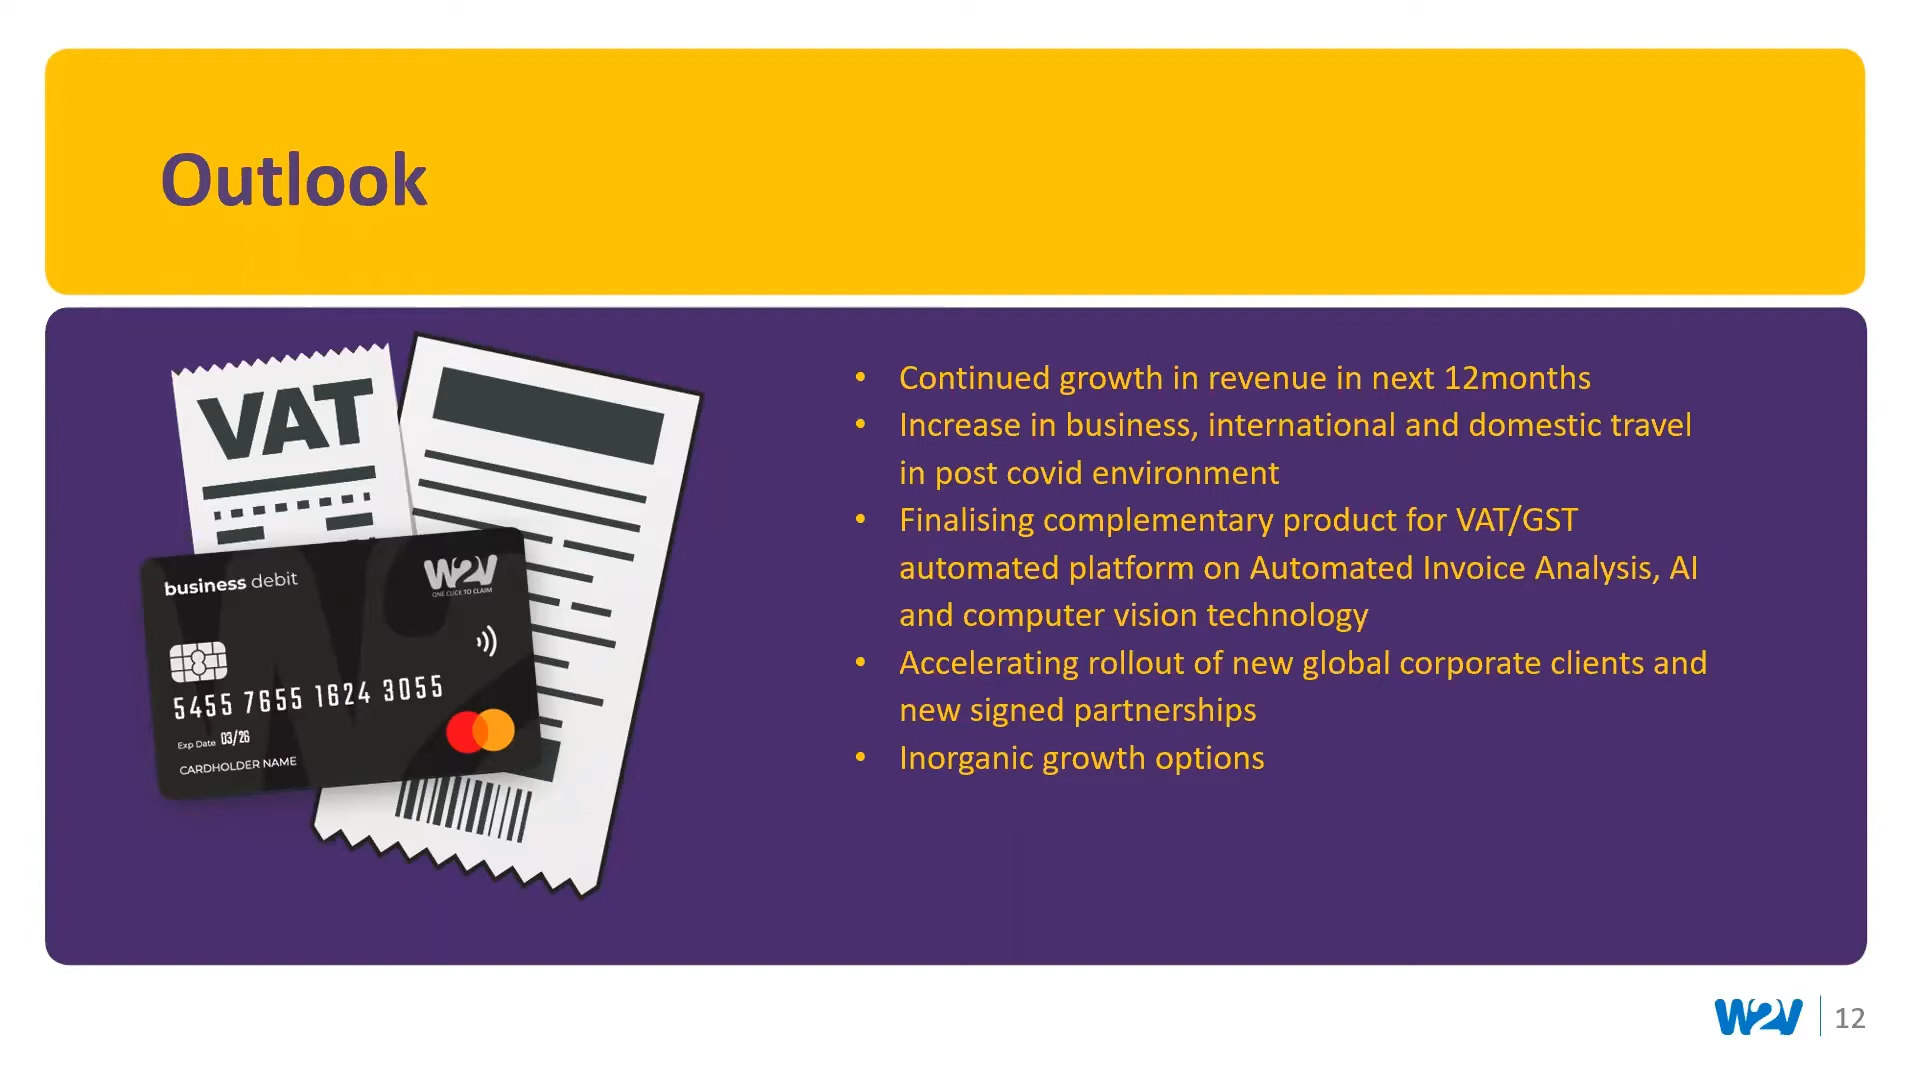 Outlook
VAT
business debit
W2V
ONE CLICK TO CLAIM
5455 7655 1624 3055
Exp Date 03/26
CARDHOLDER NAME
• Continued growth in revenue in next 12months
• Increase in business, international and domestic travel
in post covid environment
• Finalising complementary product for VAT/GST
automated platform on Automated Invoice Analysis, AI
and computer vision technology
• Accelerating rollout of new global corporate clients and
new signed partnerships
• Inorganic growth options
W2V
12